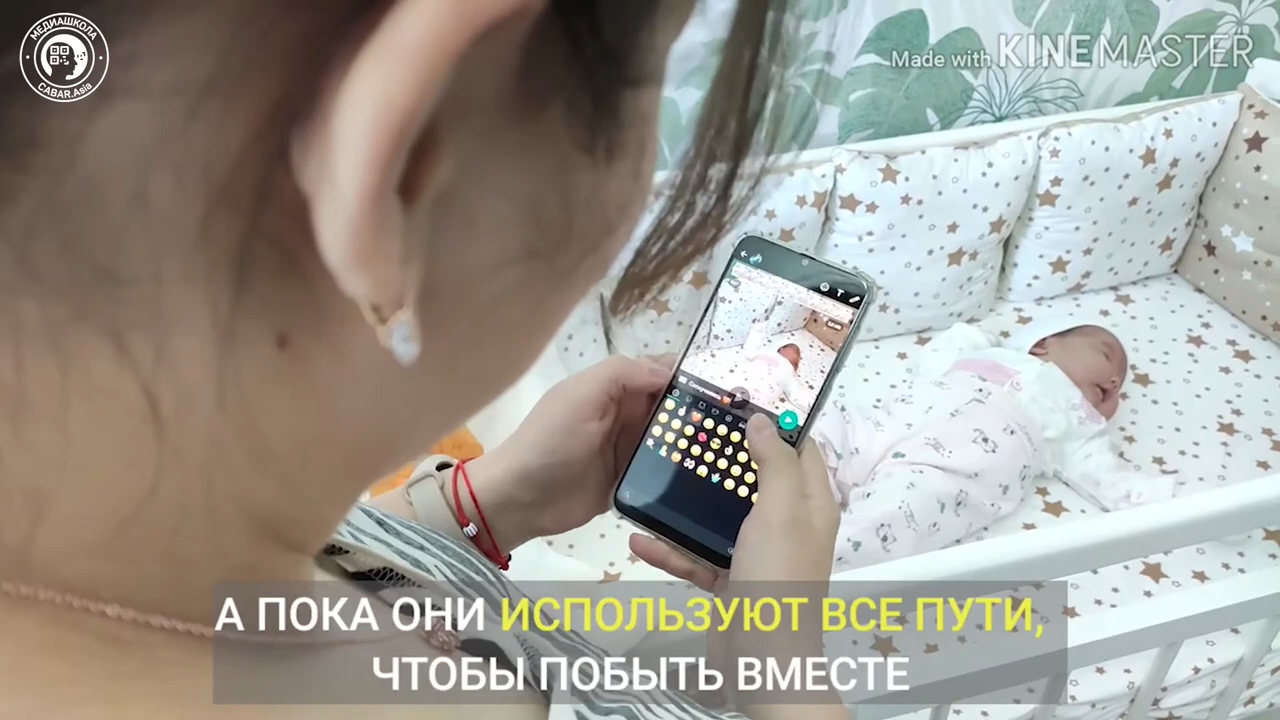 МЕДИАШКОЛА
CABAR.Asia
Made with KINEMASTER
А ПОКА ОНИ ИСПОЛЬЗУЮТ ВСЕ ПУТИ,
ЧТОБЫ ПОБЫТЬ ВМЕСТЕ